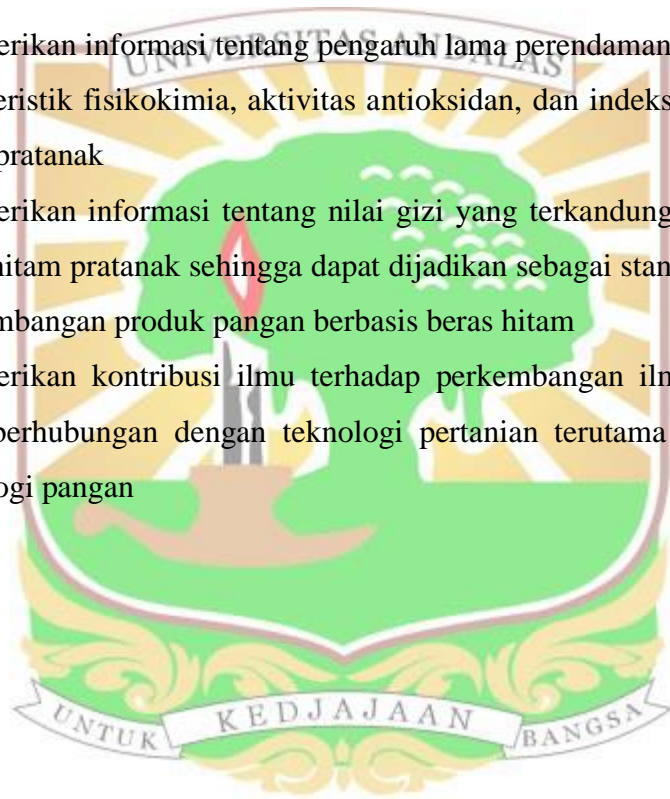 UNIVERSITAS ANDALAS
erikan informasi tentang pengaruh lama perendaman
eristik fisikokimia, aktivitas antioksidan, dan indeks
pratanak
erikan informasi tentang nilai gizi yang terkandung
hitam pratanak sehingga dapat dijadikan sebagai stan
mbangan produk pangan berbasis beras hitam
erikan kontribusi ilmu terhadap perkembangan iln
berhubungan dengan teknologi pertanian terutama
ogi pangan
UNTUK KEDJAJAAN BANGSA